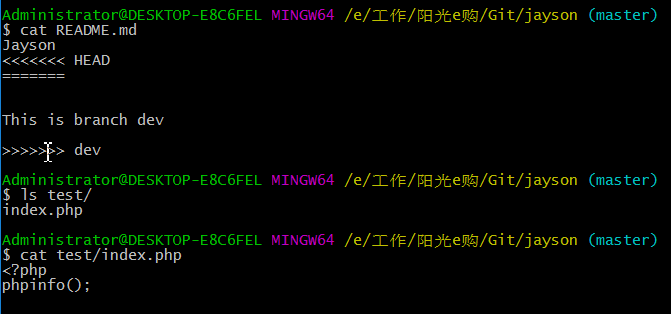 Administrator@DESKTOP-E8C6FEL MINGW64 /e/工作/阳光e购/Git/jayson (master)
$ cat README.md
Jayson
<<<<<<< HEAD
=======
This is branch dev
>>>>>>> dev
Administrator@DESKTOP-E8C6FEL MINGW64 /e/工作/阳光e购/Git/jayson (master)
$ ls test/
index.php
Administrator@DESKTOP-E8C6FEL MINGW64 /e/工作/阳光e购/Git/jayson (master)
$ cat test/index.php
<?php
phpinfo();